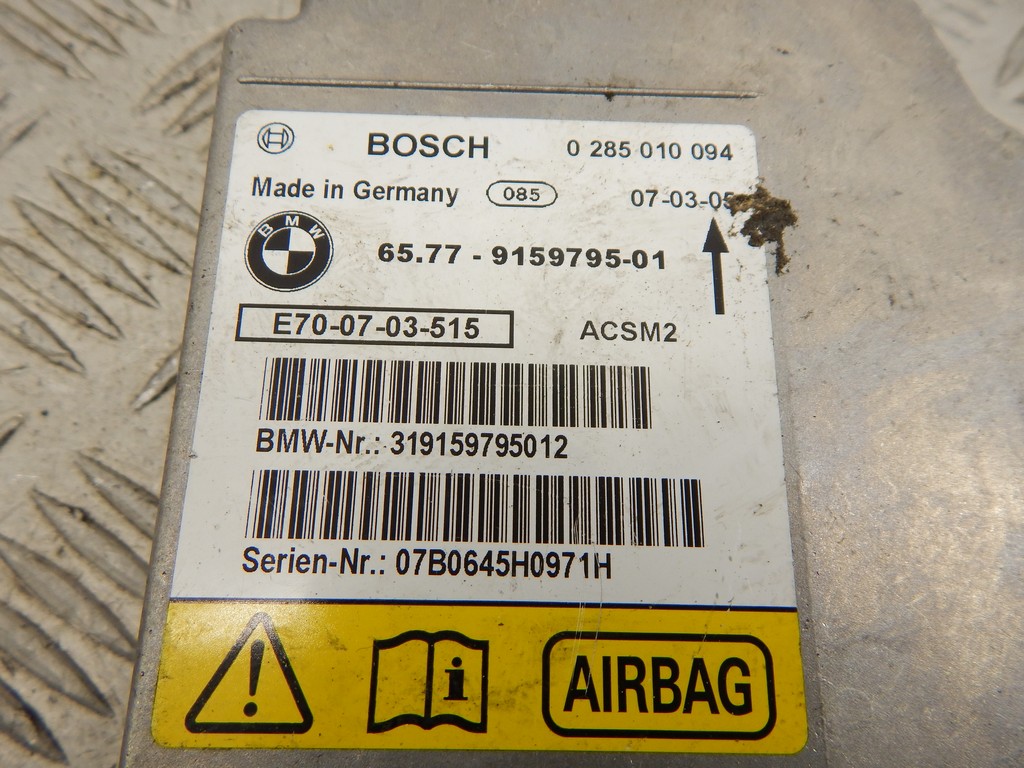 BOSCH 0 285 010 094
Made in Germany 085 07-03-05
BMW 65.77 - 9159795-01
E70-07-03-515 ACSM2
BMW-Nr.: 319159795012
Serien-Nr.: 07B0645H0971H
! i AIRBAG